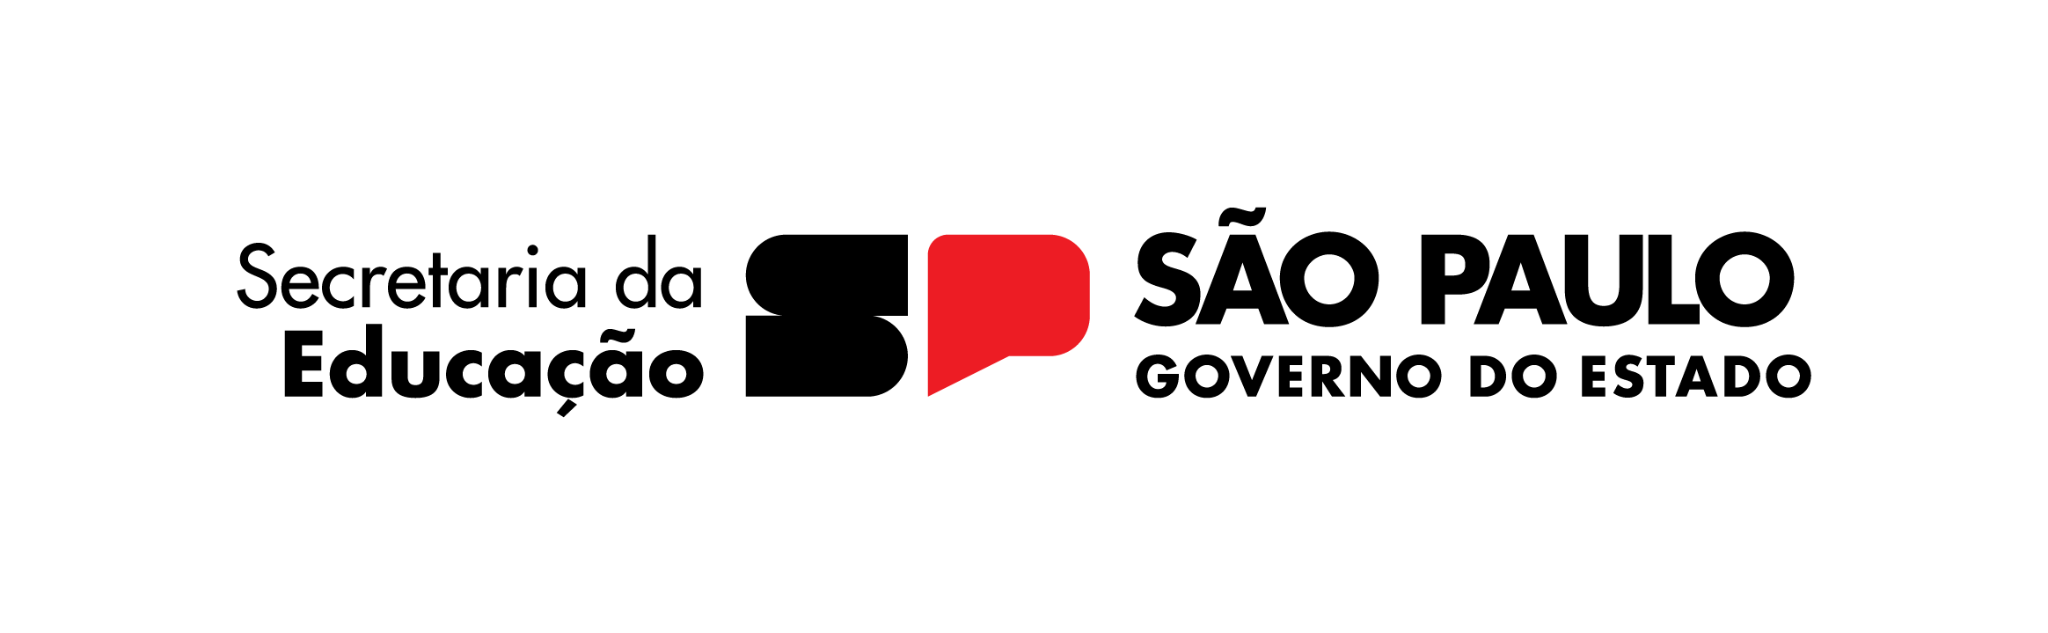 Secretaria da
Educação
SP
SÃO PAULO
GOVERNO DO ESTADO